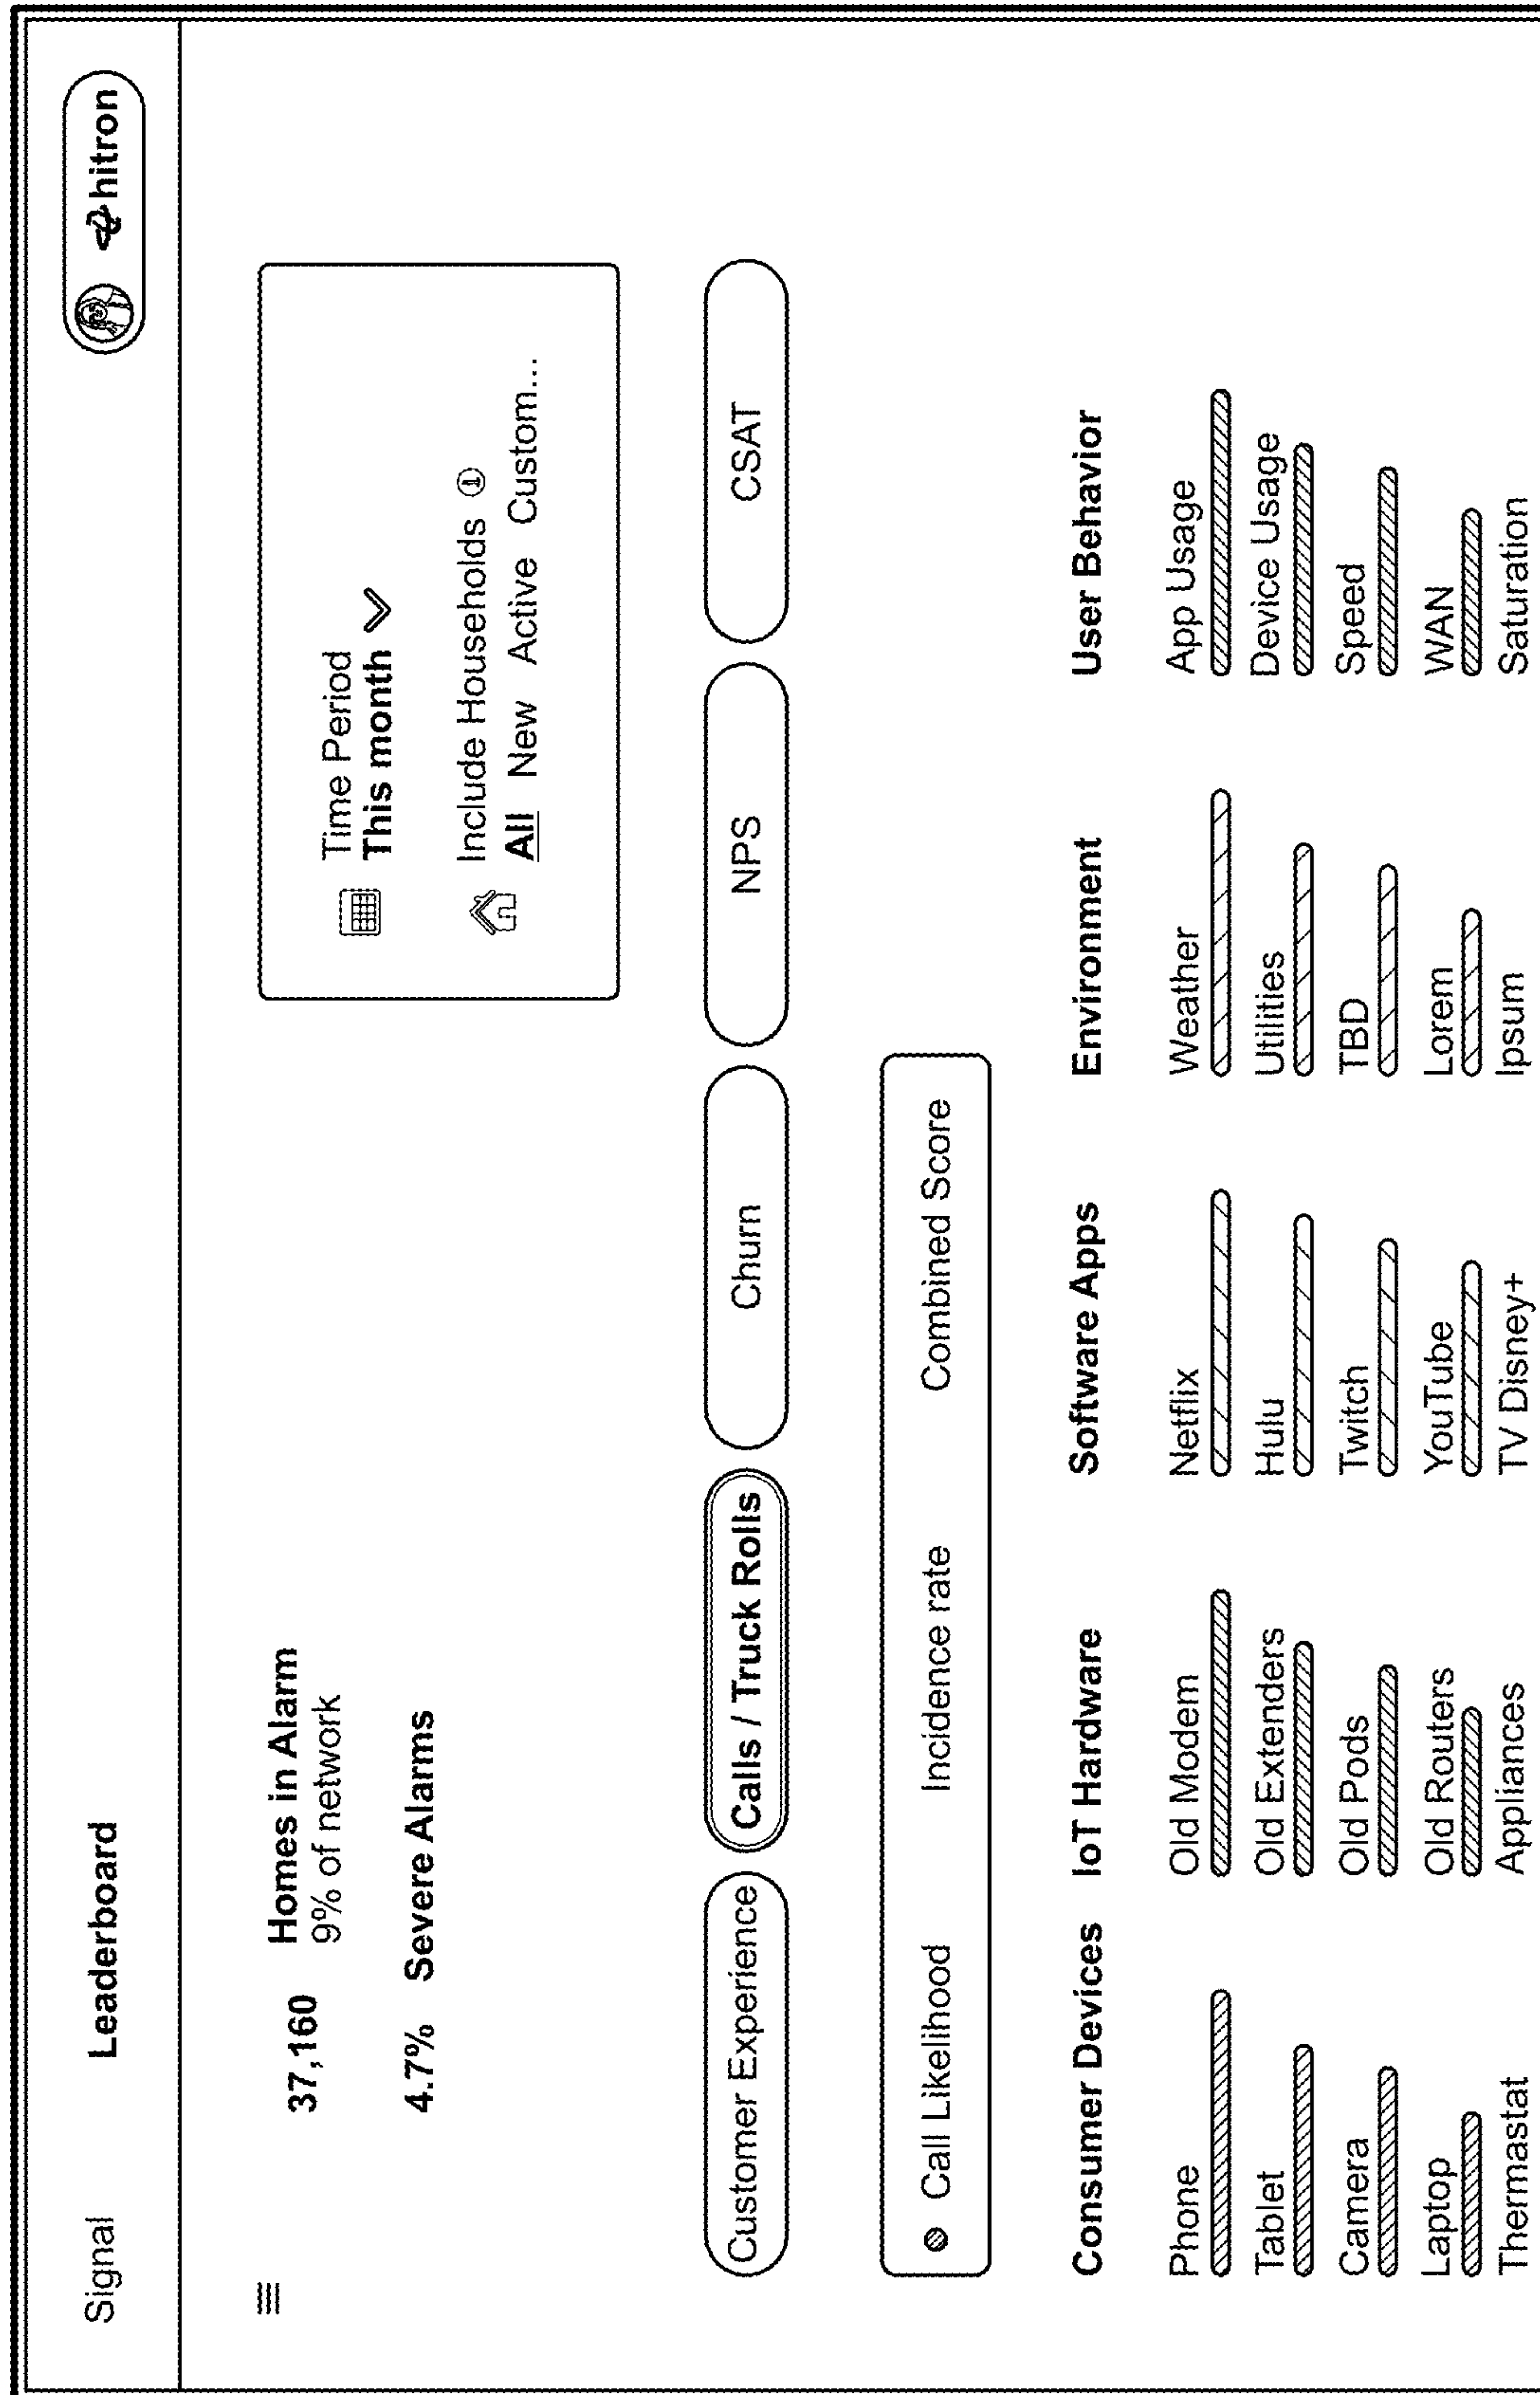 Signal
Leaderboard
hitron
37,160
Homes in Alarm
9% of network
4.7%
Severe Alarms
Time Period
This month
Include Households
All New Active Custom...
Customer Experience
Calls / Truck Rolls
Churn
NPS
CSAT
Call Likelihood
Incidence rate
Combined Score
Consumer Devices
Phone
Tablet
Camera
Laptop
Thermastat
IoT Hardware
Old Modem
Old Extenders
Old Pods
Old Routers
Appliances
Software Apps
Netflix
Hulu
Twitch
YouTube
TV Disney+
Environment
Weather
Utilities
TBD
Lorem
Ipsum
User Behavior
App Usage
Device Usage
Speed
WAN
Saturation